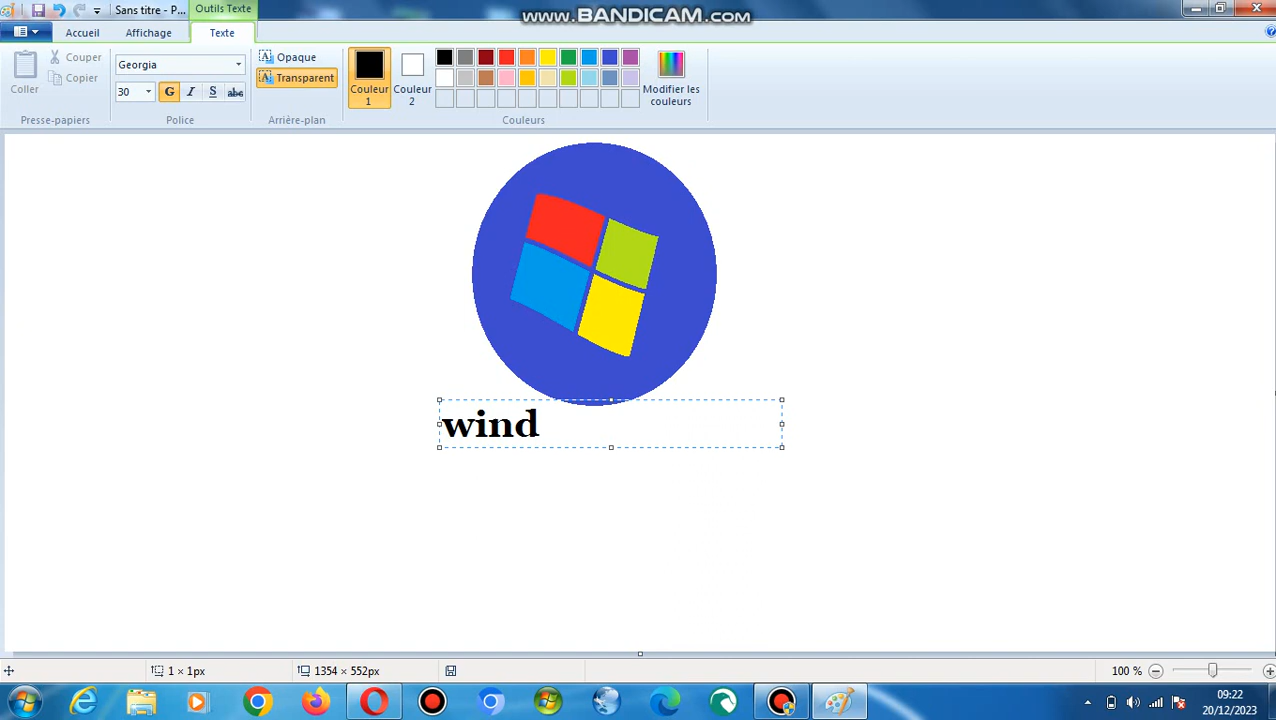 Sans titre - P...
Outils Texte
www.BANDICAM.com
Accueil
Affichage
Texte
Coller
Couper
Copier
Presse-papiers
Georgia
30
G I S abc
Police
Opaque
Transparent
Arrière-plan
Couleur 1
Couleur 2
Modifier les couleurs
Couleurs
wind
1 × 1px
1354 × 552px
100 %
09:22
20/12/2023